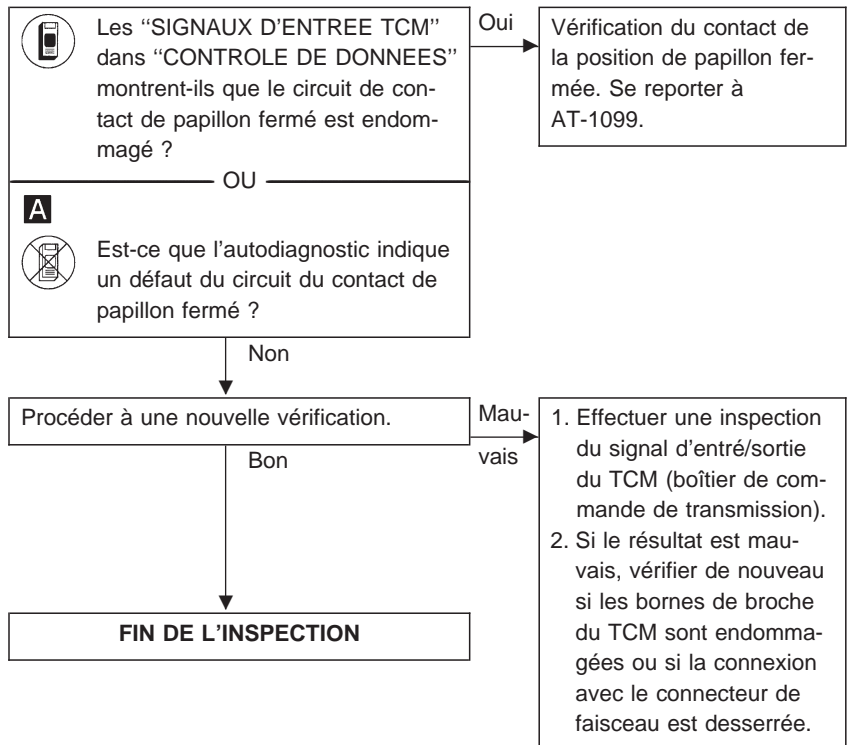 Les ''SIGNAUX D'ENTREE TCM''
dans ''CONTROLE DE DONNEES''
montrent-ils que le circuit de con-
tact de papillon fermé est endom-
magé ?
Oui
Vérification du contact de
la position de papillon fer-
mée. Se reporter à
AT-1099.
OU
A
Est-ce que l'autodiagnostic indique
un défaut du circuit du contact de
papillon fermé ?
Non
Procéder à une nouvelle vérification.
Mau-
vais
Bon
1. Effectuer une inspection
du signal d'entré/sortie
du TCM (boîtier de com-
mande de transmission).
2. Si le résultat est mau-
vais, vérifier de nouveau
si les bornes de broche
du TCM sont endomma-
gées ou si la connexion
avec le connecteur de
faisceau est desserrée.
FIN DE L'INSPECTION